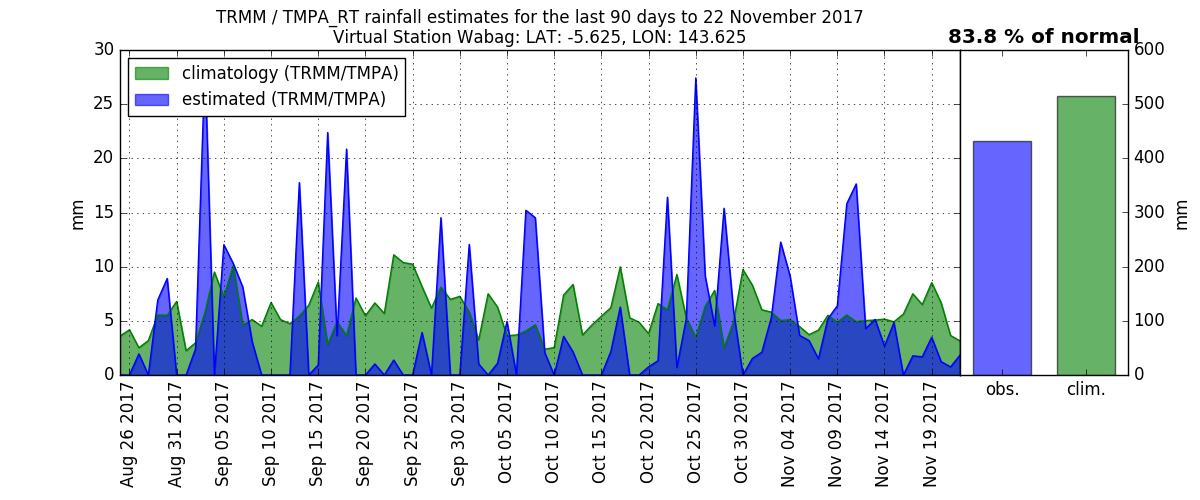 TRMM / TMPA_RT rainfall estimates for the last 90 days to 22 November 2017
Virtual Station Wabag: LAT: -5.625, LON: 143.625
83.8 % of normal
climatology (TRMM/TMPA)
estimated (TRMM/TMPA)
30
25
20
15
10
5
0
mm
Aug 26 2017
Aug 31 2017
Sep 05 2017
Sep 10 2017
Sep 15 2017
Sep 20 2017
Sep 25 2017
Sep 30 2017
Oct 05 2017
Oct 10 2017
Oct 15 2017
Oct 20 2017
Oct 25 2017
Oct 30 2017
Nov 04 2017
Nov 09 2017
Nov 14 2017
Nov 19 2017
obs.
clim.
600
500
400
300
200
100
0
mm